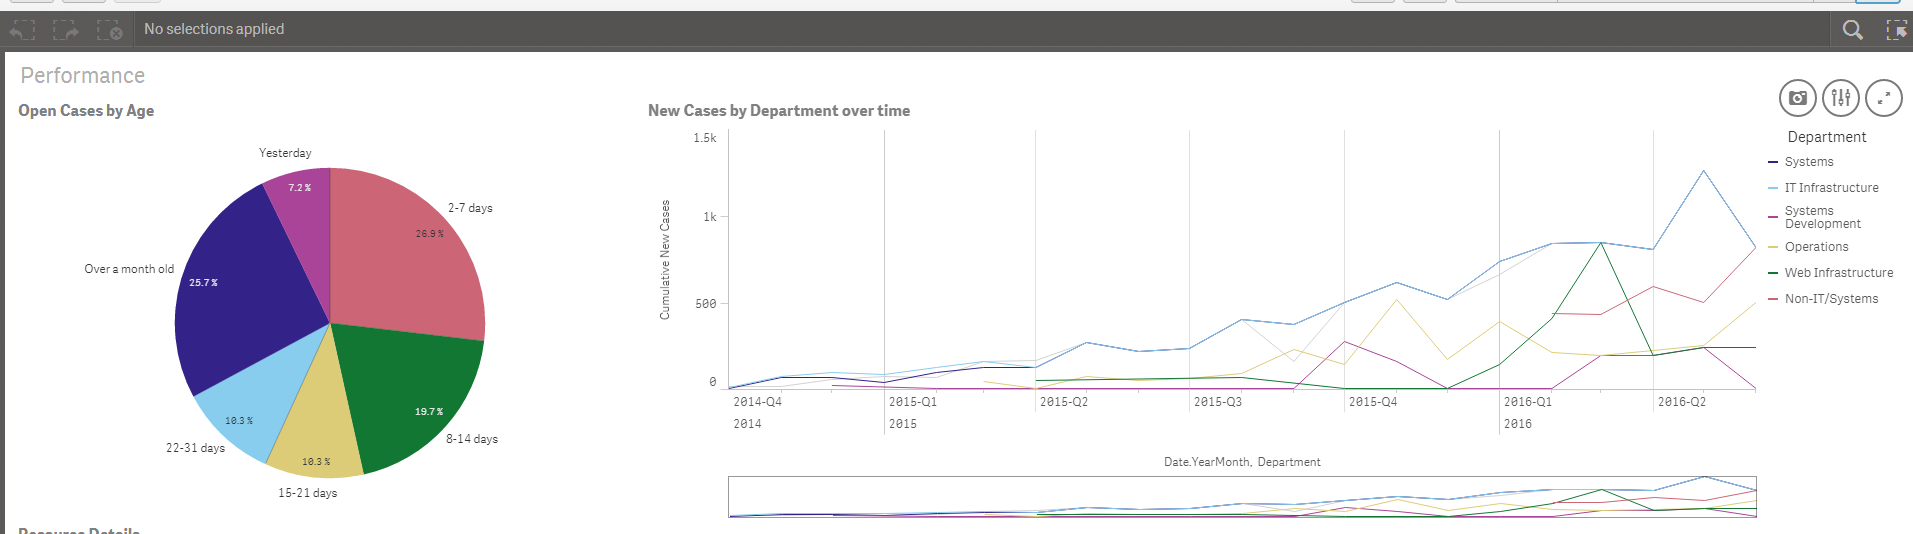 No selections applied
Performance
Open Cases by Age
Yesterday
7.2 %
2-7 days
26.9 %
Over a month old
25.7 %
19.7 %
8-14 days
10.3 %
22-31 days
10.3 %
15-21 days
New Cases by Department over time
1.5k
1k
500
0
Cumulative New Cases
2014-Q4
2015-Q1
2015-Q2
2015-Q3
2015-Q4
2016-Q1
2016-Q2
2014
2015
2016
Date.YearMonth, Department
Department
Systems
IT Infrastructure
Systems
Development
Operations
Web Infrastructure
Non-IT/Systems
Resource Details